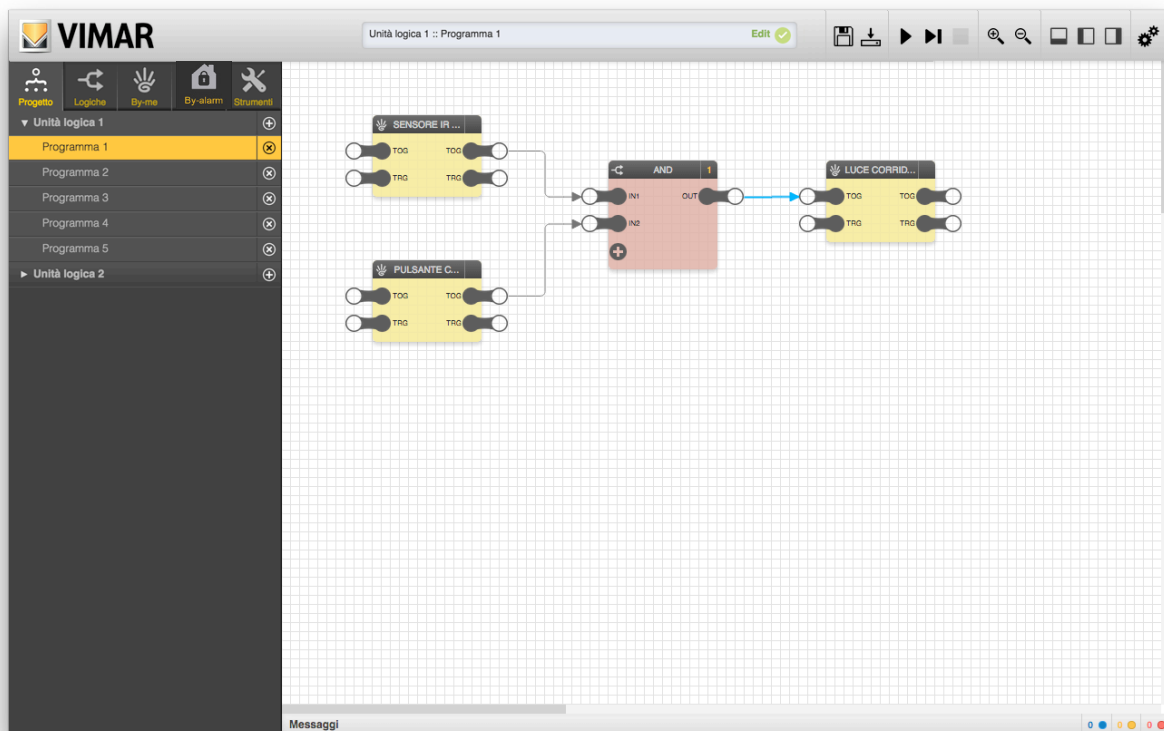 VIMAR
Unità logica 1 :: Programma 1
Edit
Progetto
Logiche
By-me
By-alarm
Strumenti
Unità logica 1
Programma 1
Programma 2
Programma 3
Programma 4
Programma 5
Unità logica 2
SENSORE IR ...
TOG TOG
TRG TRG
PULSANTE C...
TOG TOG
TRG TRG
AND 1
IN1 OUT
IN2
LUCE CORRID...
TOG TOG
TRG TRG
Messaggi
0 0 0